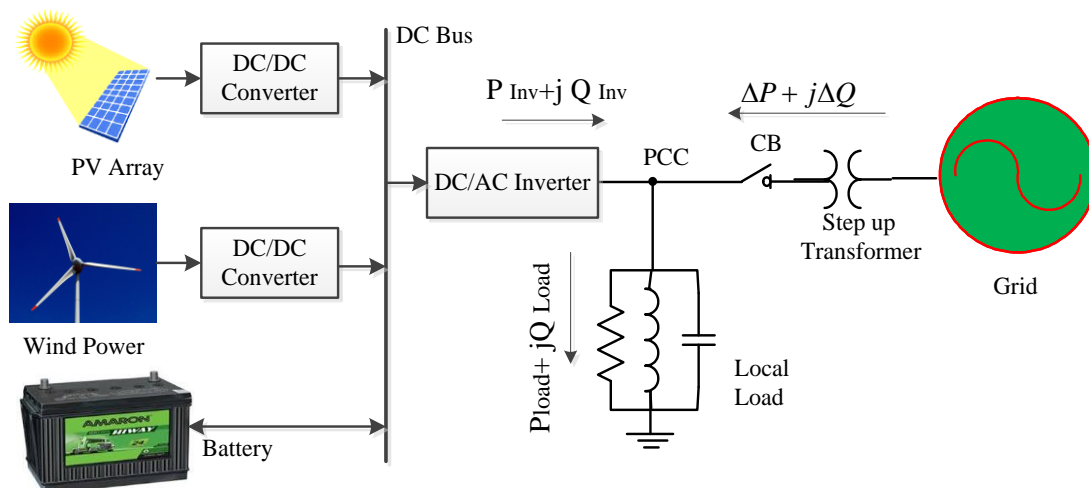 DC/DC
Converter
PV Array
DC Bus
P Inv+j Q Inv
ΔP + jΔQ
DC/AC Inverter
PCC
CB
Step up
Transformer
Grid
DC/DC
Converter
Wind Power
PLoad+ jQ Load
Local
Load
AMARON
HIWAY
Battery